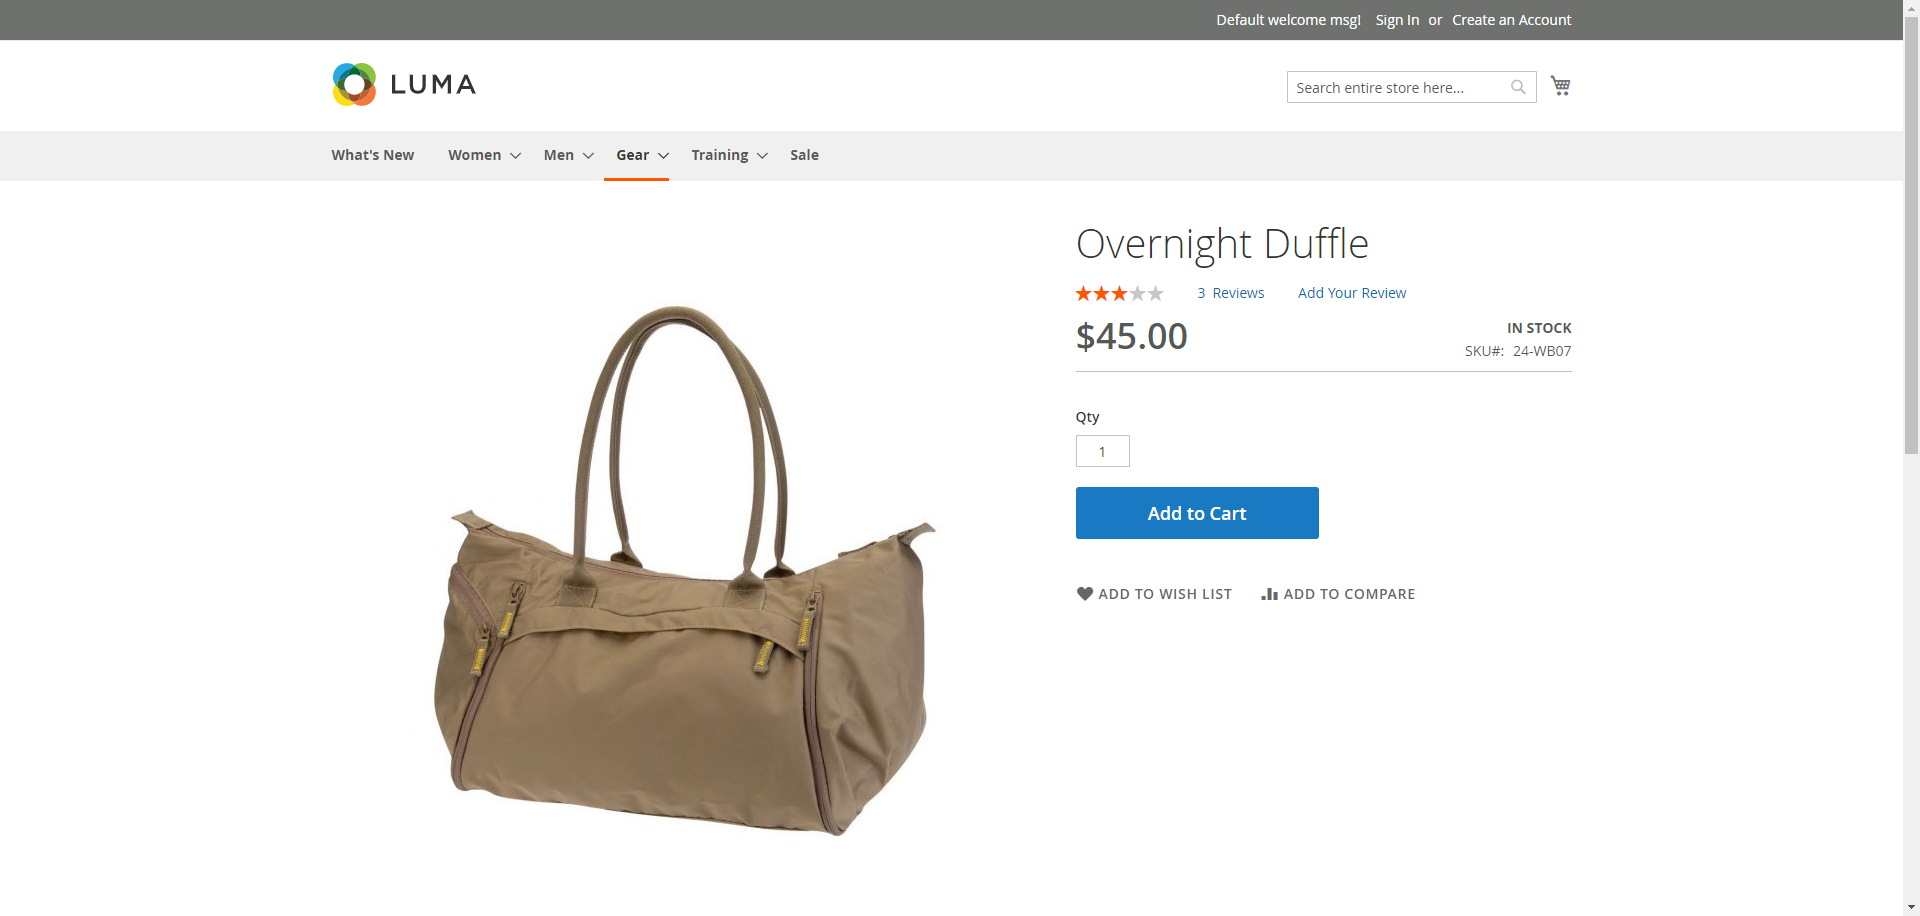 Default welcome msg! Sign In or Create an Account
LUMA
Search entire store here...
What's New Women Men Gear Training Sale
Overnight Duffle
3 Reviews Add Your Review
$45.00
IN STOCK
SKU#: 24-WB07
Qty
1
Add to Cart
ADD TO WISH LIST ADD TO COMPARE